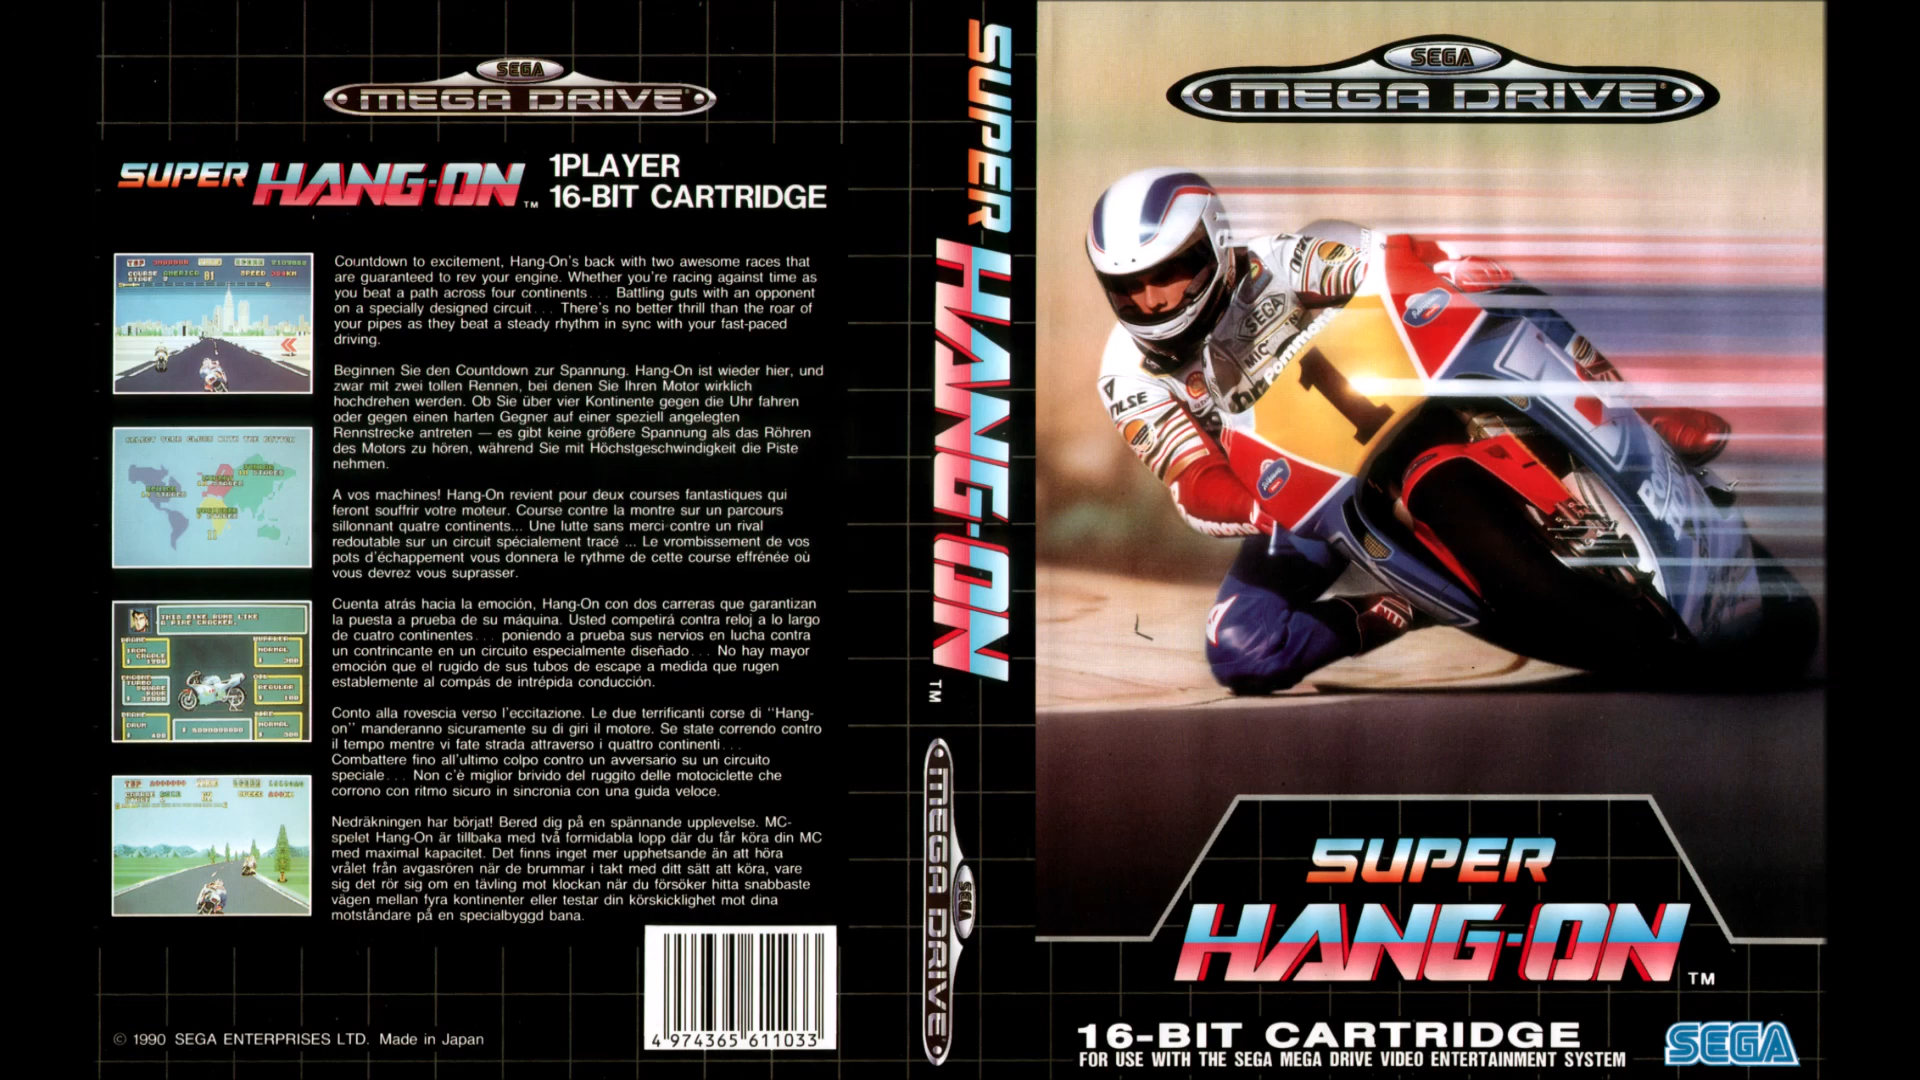 SEGA
MEGA DRIVE
SUPER HANG-ON TM
1PLAYER
16-BIT CARTRIDGE
Countdown to excitement, Hang-On's back with two awesome races that
are guaranteed to rev your engine. Whether you're racing against time as
you beat a path across four continents... Battling guts with an opponent
on a specially designed circuit... There's no better thrill than the roar of
your pipes as they beat a steady rhythm in sync with your fast-paced
driving.
Beginnen Sie den Countdown zur Spannung. Hang-On ist wieder hier, und
zwar mit zwei tollen Rennen, bei denen Sie Ihren Motor wirklich
hochdrehen werden. Ob Sie über vier Kontinente gegen die Uhr fahren
oder gegen einen harten Gegner auf einer speziell angelegten
Rennstrecke antreten — es gibt keine größere Spannung als das Röhren
des Motors zu hören, während Sie mit Höchstgeschwindigkeit die Piste
nehmen.
A vos machines! Hang-On revient pour deux courses fantastiques qui
feront souffrir votre moteur. Course contre la montre sur un parcours
sillonnant quatre continents... Une lutte sans merci contre un rival
redoutable sur un circuit spécialement tracé ... Le vrombissement de vos
pots d'échappement vous donnera le rythme de cette course effrénée où
vous devrez vous suprasser.
Cuenta atrás hacia la emoción, Hang-On con dos carreras que garantizan
la puesta a prueba de su máquina. Usted competirá contra reloj a lo largo
de cuatro continentes... poniendo a prueba sus nervios en lucha contra
un contrincante en un circuito especialmente diseñado... No hay mayor
emoción que el rugido de sus tubos de escape a medida que rugen
establemente al compás de intrépida conducción.
Conto alla rovescia verso l'eccitazione. Le due terrificanti corse di "Hang-
on" manderanno sicuramente su di giri il motore. Se state correndo contro
il tempo mentre vi fate strada attraverso i quattro continenti...
Combattere fino all'ultimo colpo contro un avversario su un circuito
speciale... Non c'è miglior brivido del ruggito delle motociclette che
corrono con ritmo sicuro in sincronia con una guida veloce.
Nedräkningen har börjat! Bered dig på en spännande upplevelse. MC-
spelet Hang-On är tillbaka med två formidabla lopp där du får köra din MC
med maximal kapacitet. Det finns inget mer upphetsande än att höra
vrålet från avgasrören när de brummar i takt med ditt sätt att köra, vare
sig det rör sig om en tävling mot klockan när du försöker hitta snabbaste
vägen mellan fyra kontinenter eller testar din körskicklighet mot dina
motståndare på en specialbyggd bana.
4 974365 611033
© 1990 SEGA ENTERPRISES LTD. Made in Japan
SUPER HANG-ON TM
SEGA
MEGA DRIVE
SEGA
MEGA DRIVE
SEGA
1
SUPER
HANG-ON TM
16-BIT CARTRIDGE
FOR USE WITH THE SEGA MEGA DRIVE VIDEO ENTERTAINMENT SYSTEM
SEGA